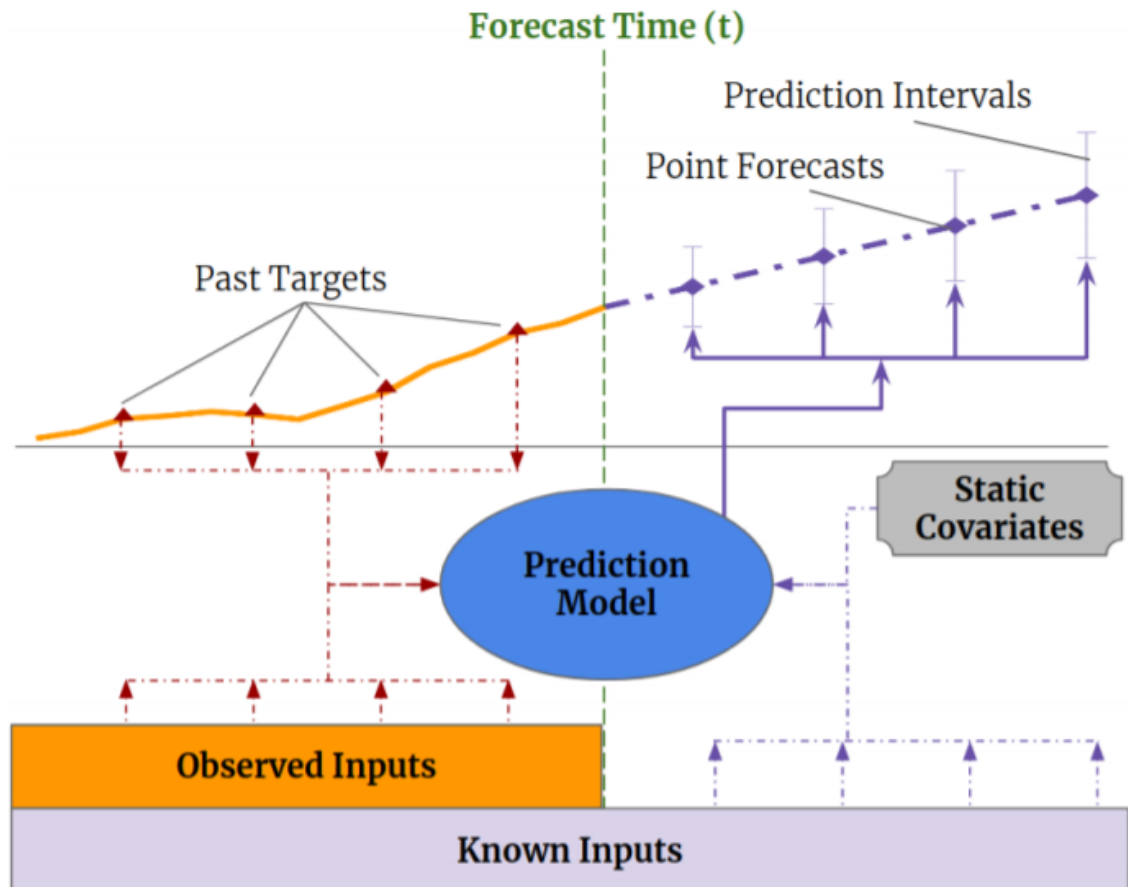 Forecast Time (t)
Prediction Intervals
Point Forecasts
Past Targets
Static
Covariates
Prediction
Model
Observed Inputs
Known Inputs